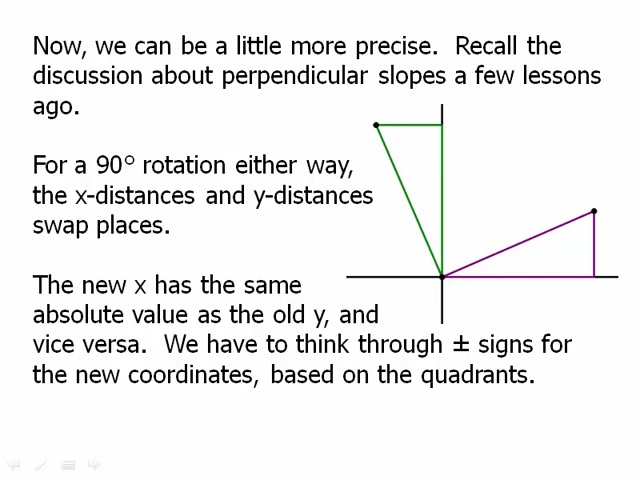 Now, we can be a little more precise.  Recall the
discussion about perpendicular slopes a few lessons
ago.
For a 90° rotation either way,
the x-distances and y-distances
swap places.
The new x has the same
absolute value as the old y, and
vice versa.  We have to think through ± signs for
the new coordinates, based on the quadrants.